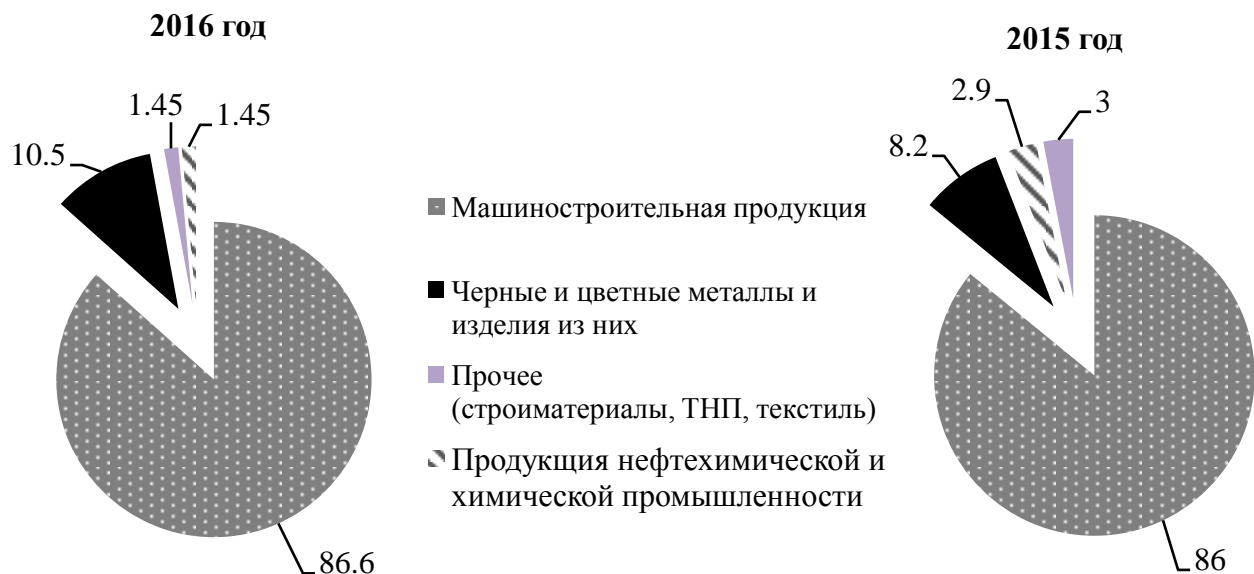 2016 год
2015 год
1.45
1.45
10.5
86.6
Машиностроительная продукция
Черные и цветные металлы и
изделия из них
Прочее
(строиматериалы, ТНП, текстиль)
Продукщия нефтехимической и
химической промышленности
2.9
3
8.2
86